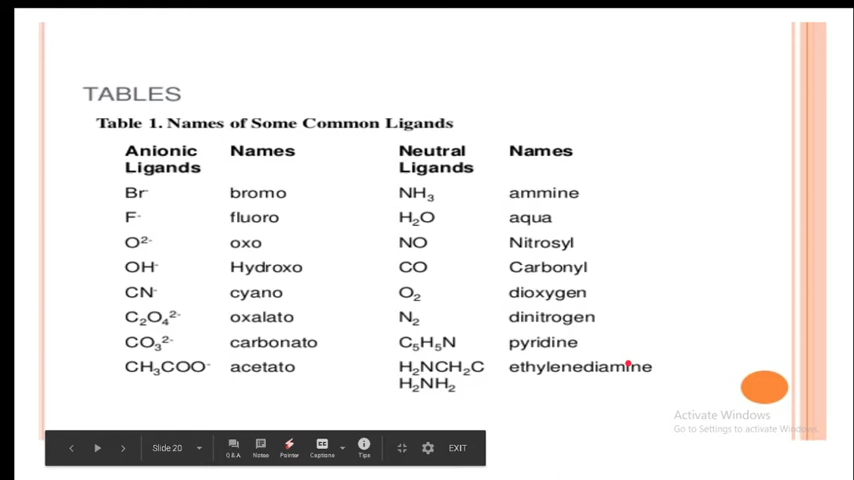 TABLES
Table 1. Names of Some Common Ligands
Anionic Ligands Names Neutral Ligands Names
Br⁻ bromo NH₃ ammine
F⁻ fluoro H₂O aqua
O²⁻ oxo NO Nitrosyl
OH⁻ Hydroxo CO Carbonyl
CN⁻ cyano O₂ dioxygen
C₂O₄²⁻ oxalato N₂ dinitrogen
CO₃²⁻ carbonato C₅H₅N pyridine
CH₃COO⁻ acetato H₂NCH₂C ethylenediamine
H₂NH₂
Activate Windows
Go to Settings to activate Windows.
Slide 20 Q&A Notes Pointer Captions Tips EXIT